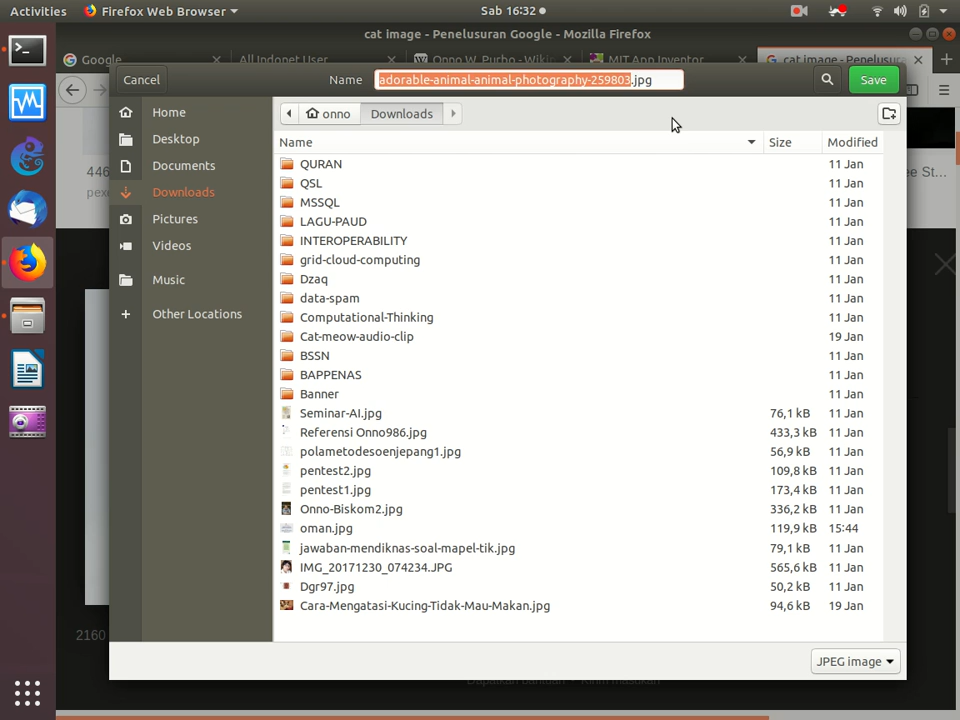 Activities Firefox Web Browser Sab 16:32
cat image - Penelusuran Google - Mozilla Firefox
Google All Indonet User Onno W. Purbo - Wiki MIT App Inventor cat image - Penelus
Cancel Name adorable-animal-animal-photography-259803.jpg Save
onno Downloads
Name Size Modified
Home
Desktop
Documents
Downloads
Pictures
Videos
Music
Other Locations
QURAN 11 Jan
QSL 11 Jan
MSSQL 11 Jan
LAGU-PAUD 11 Jan
INTEROPERABILITY 11 Jan
grid-cloud-computing 11 Jan
Dzaq 11 Jan
data-spam 11 Jan
Computational-Thinking 11 Jan
Cat-meow-audio-clip 19 Jan
BSSN 11 Jan
BAPPENAS 11 Jan
Banner 11 Jan
Seminar-AI.jpg 76,1 kB 11 Jan
Referensi Onno986.jpg 433,3 kB 11 Jan
polametodesoenjepang1.jpg 56,9 kB 11 Jan
pentest2.jpg 109,8 kB 11 Jan
pentest1.jpg 173,4 kB 11 Jan
Onno-Biskom2.jpg 336,2 kB 11 Jan
oman.jpg 119,9 kB 15:44
jawaban-mendiknas-soal-mapel-tik.jpg 79,1 kB 11 Jan
IMG_20171230_074234.JPG 565,6 kB 11 Jan
Dgr97.jpg 50,2 kB 11 Jan
Cara-Mengatasi-Kucing-Tidak-Mau-Makan.jpg 94,6 kB 19 Jan
JPEG image
446
pexe
ee St...
2160